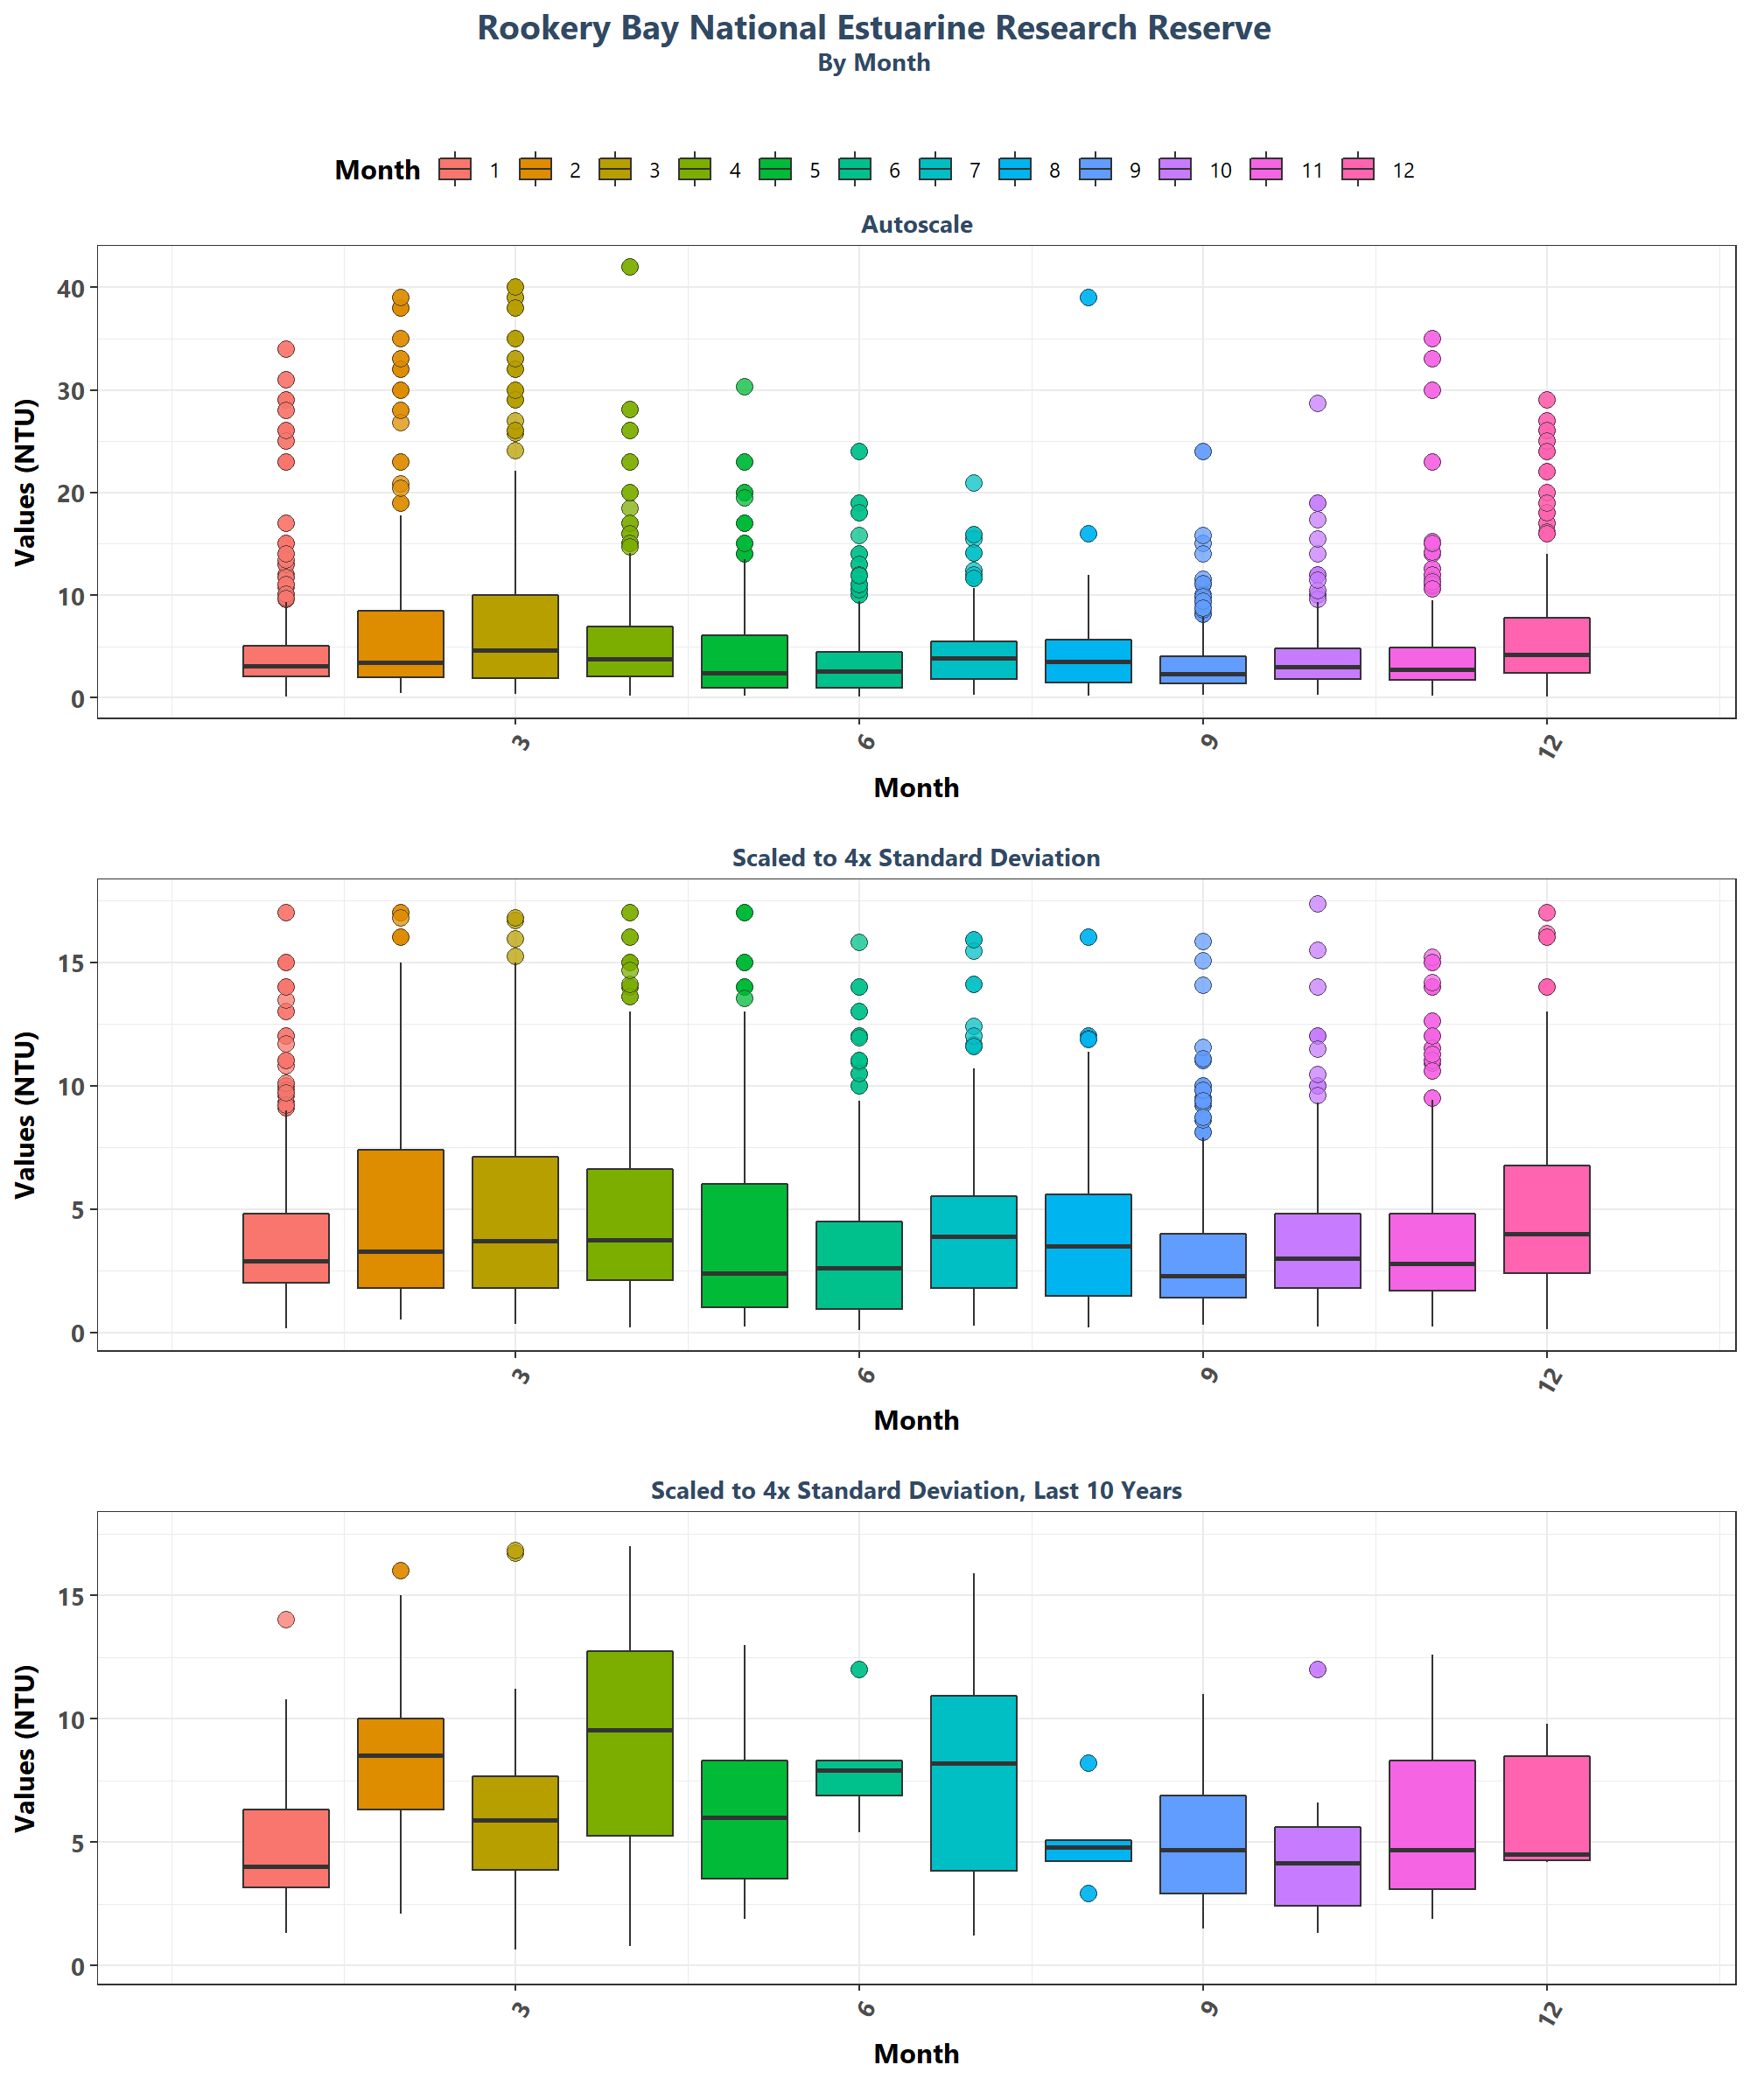 Rookery Bay National Estuarine Research Reserve
By Month
Month 1 2 3 4 5 6 7 8 9 10 11 12
Autoscale
Values (NTU)
40
30
20
10
0
3 6 9 12
Month
Scaled to 4x Standard Deviation
Values (NTU)
15
10
5
0
3 6 9 12
Month
Scaled to 4x Standard Deviation, Last 10 Years
Values (NTU)
15
10
5
0
3 6 9 12
Month